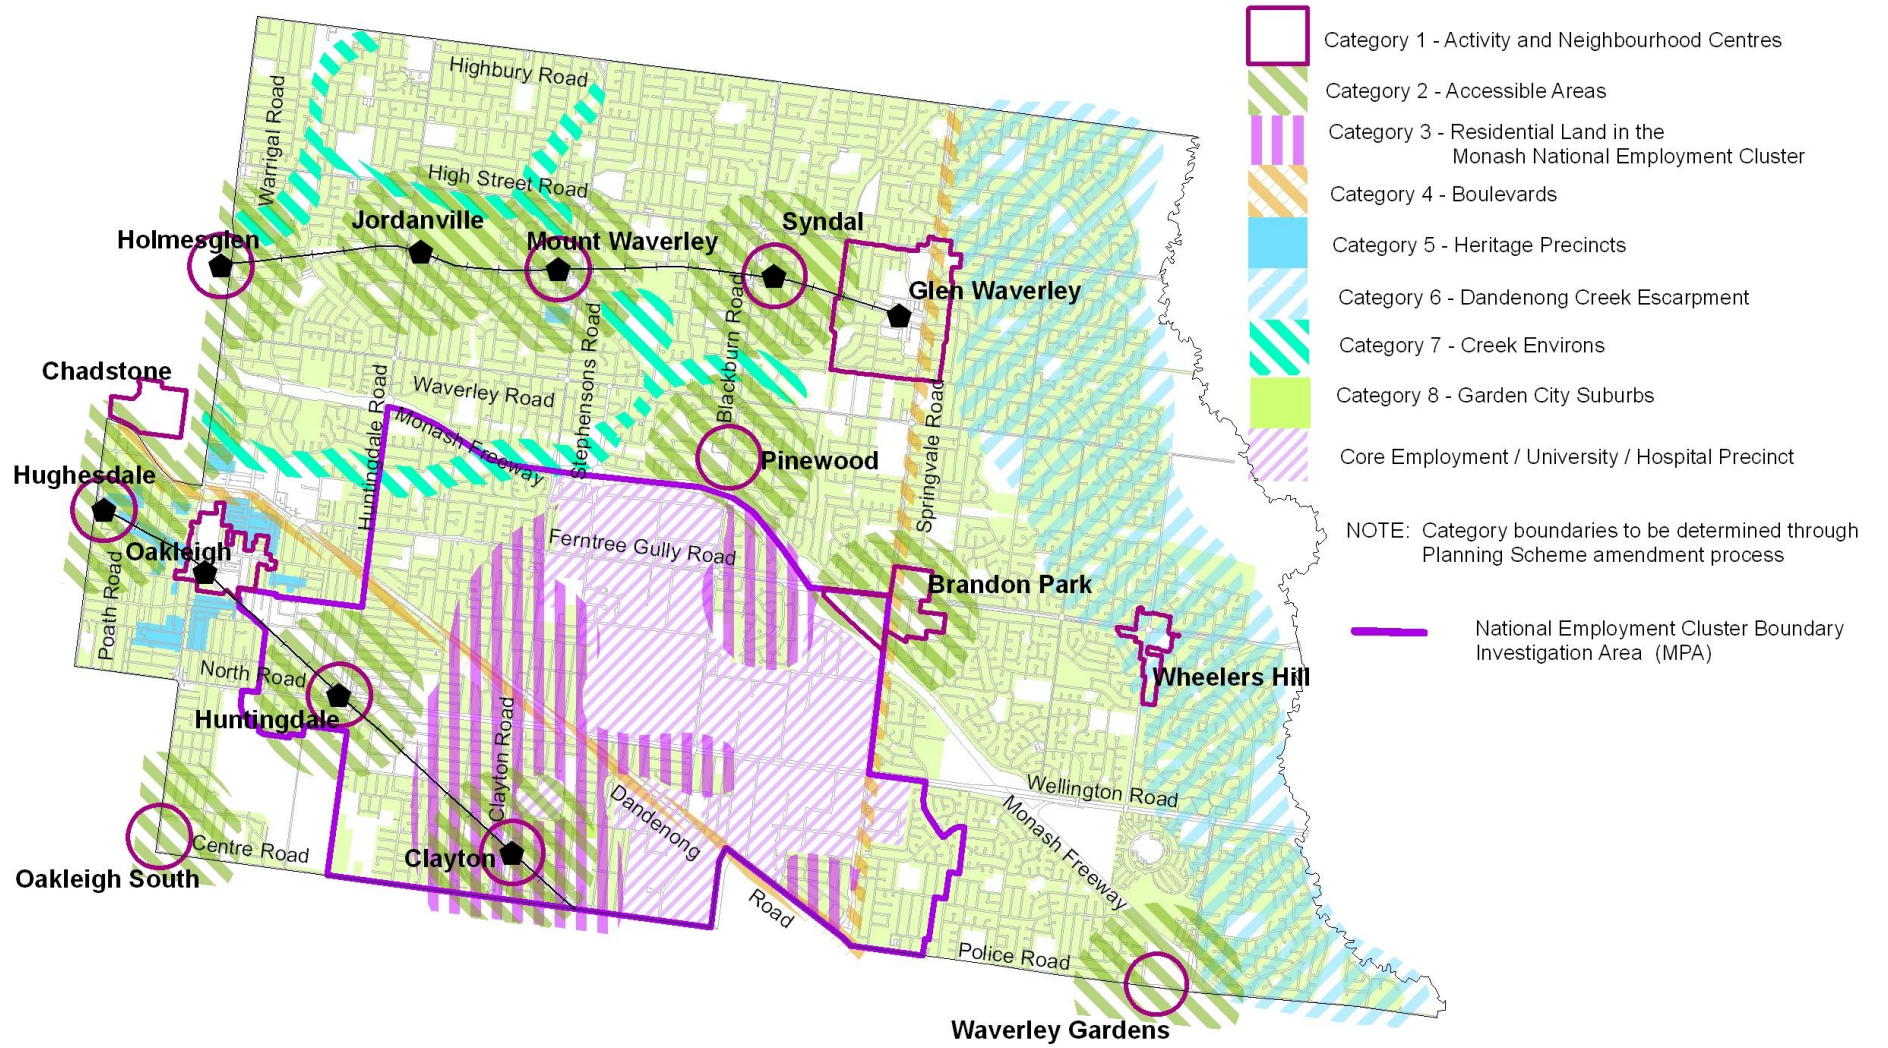 Highbury Road
Warrigal Road
High Street Road
Holmesglen
Jordanville
Mount Waverley
Syndal
Glen Waverley
Blackburn Road
Stephensons Road
Chadstone
Waverley Road
Huntingdale Road
Monash Freeway
Springvale Road
Pinewood
Hughesdale
Ferntree Gully Road
Oakleigh
Poath Road
Brandon Park
North Road
Wheelers Hill
Huntingdale
Clayton Road
Wellington Road
Dandenong
Road
Monash Freeway
Centre Road
Clayton
Oakleigh South
Police Road
Waverley Gardens
Category 1 - Activity and Neighbourhood Centres
Category 2 - Accessible Areas
Category 3 - Residential Land in the
Monash National Employment Cluster
Category 4 - Boulevards
Category 5 - Heritage Precincts
Category 6 - Dandenong Creek Escarpment
Category 7 - Creek Environs
Category 8 - Garden City Suburbs
Core Employment / University / Hospital Precinct
NOTE: Category boundaries to be determined through
Planning Scheme amendment process
National Employment Cluster Boundary
Investigation Area (MPA)